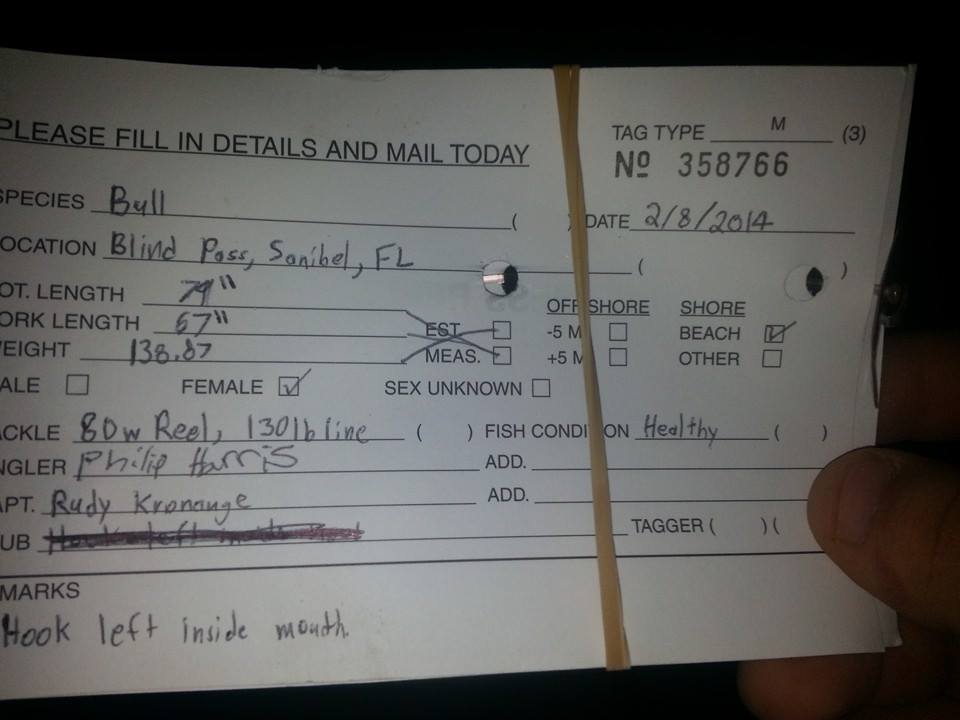 PLEASE FILL IN DETAILS AND MAIL TODAY
TAG TYPE M (3)
Nº 358766
SPECIES Bull ( ) DATE 2/8/2014
OCATION Blind Pass, Sanibel, FL ( )
OT. LENGTH 79"
ORK LENGTH 67"
EIGHT 138.87
EST. MEAS.
OFFSHORE -5 M +5 M
SHORE BEACH ☑ OTHER
ALE ☐ FEMALE ☑ SEX UNKNOWN ☐
ACKLE 80w Reel, 130lb line ( ) FISH CONDI ON Healthy ( )
NGLER Philip Harris ADD.
APT. Rudy Kronauge ADD.
UB TAGGER ( ) (
MARKS
Hook left inside mouth.